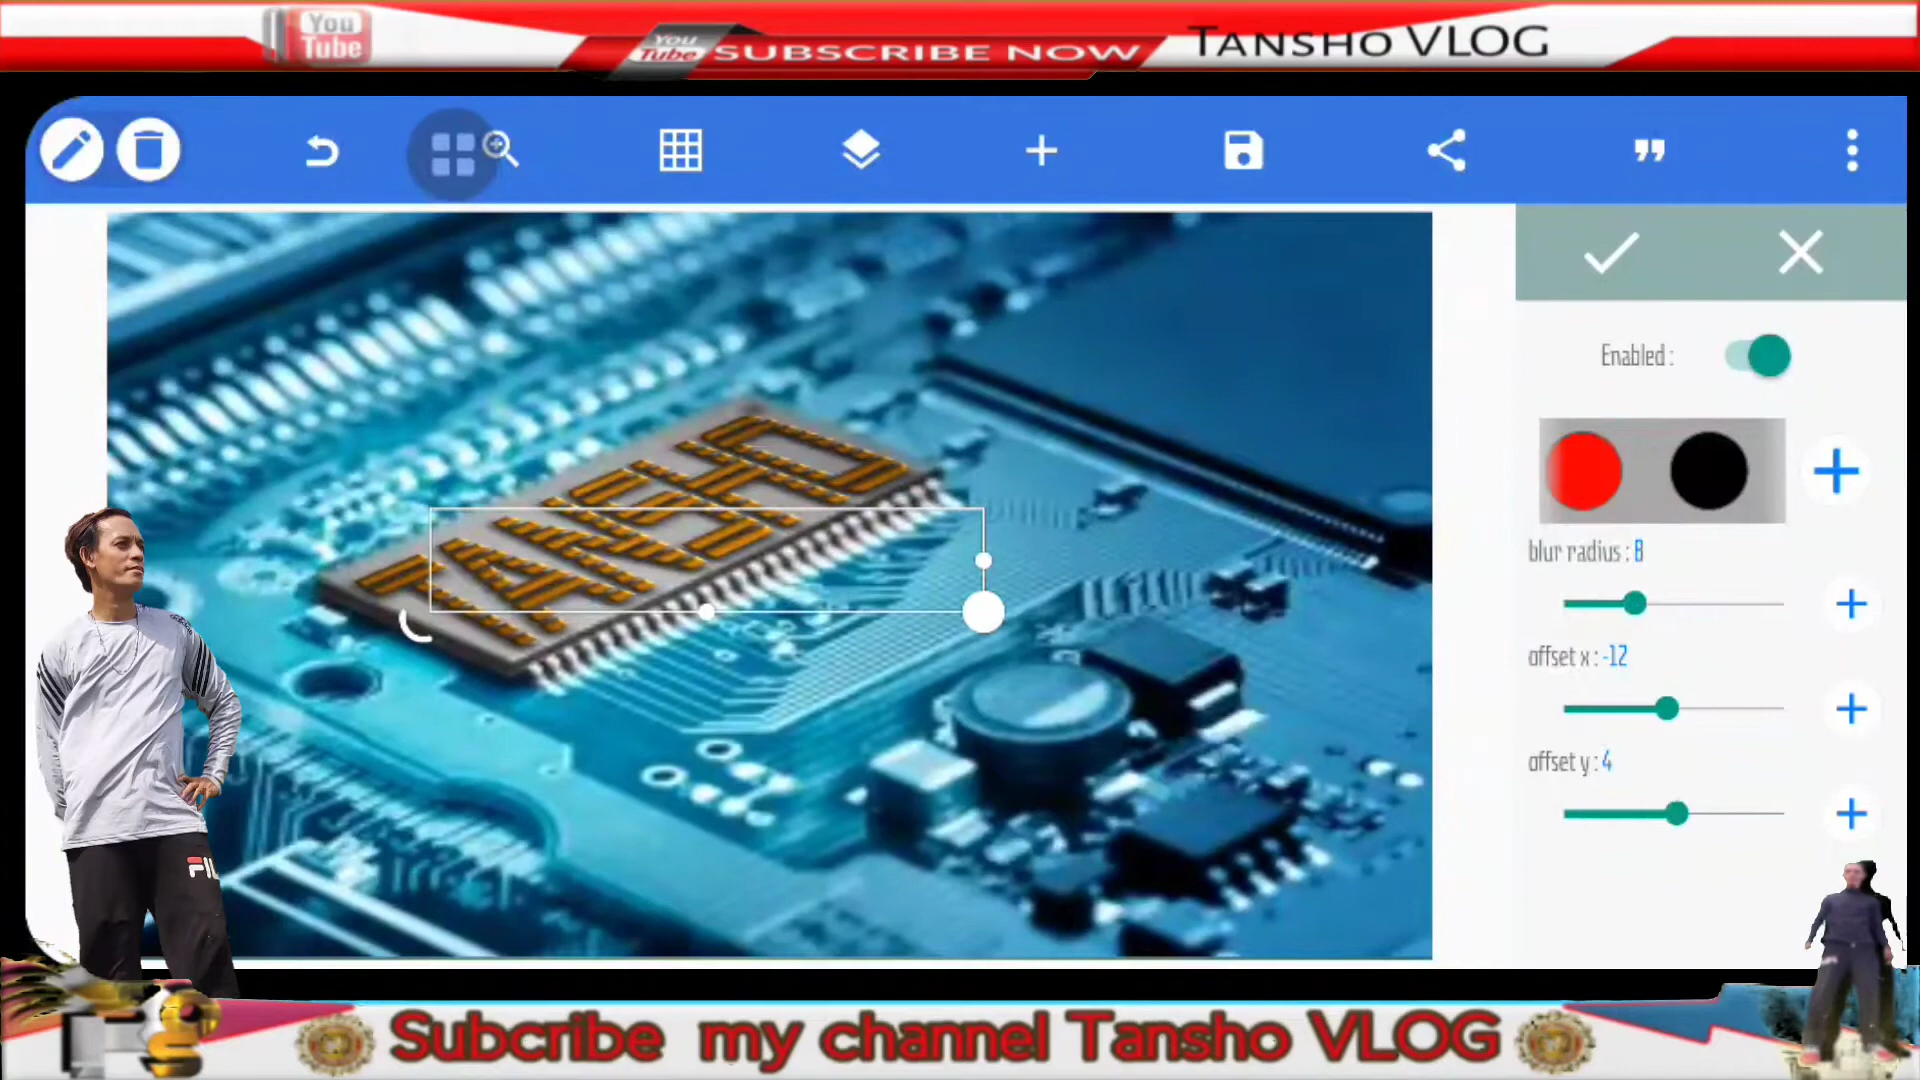 You
Tube
You
Tube
SUBSCRIBE NOW
TANSHO VLOG
Enabled :
TANSHO
blur radius : 8
offset x : -12
offset y : 4
FIL
Subcribe my channel Tansho VLOG